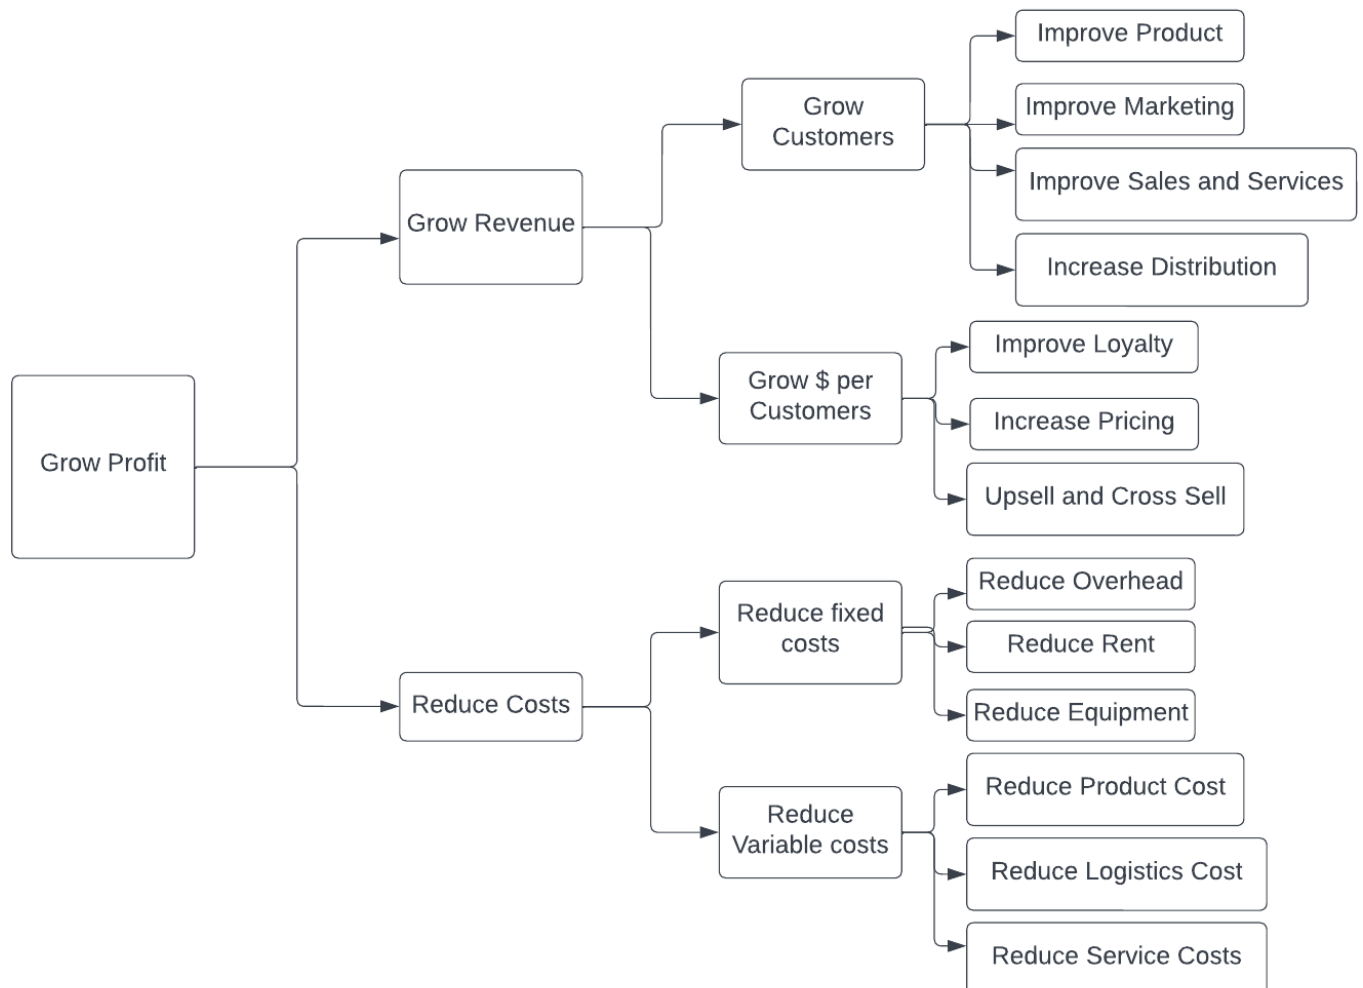 Grow Profit
Grow Revenue
Reduce Costs
Grow
Customers
Grow $ per
Customers
Reduce fixed
costs
Reduce
Variable costs
Improve Product
Improve Marketing
Improve Sales and Services
Increase Distribution
Improve Loyalty
Increase Pricing
Upsell and Cross Sell
Reduce Overhead
Reduce Rent
Reduce Equipment
Reduce Product Cost
Reduce Logistics Cost
Reduce Service Costs